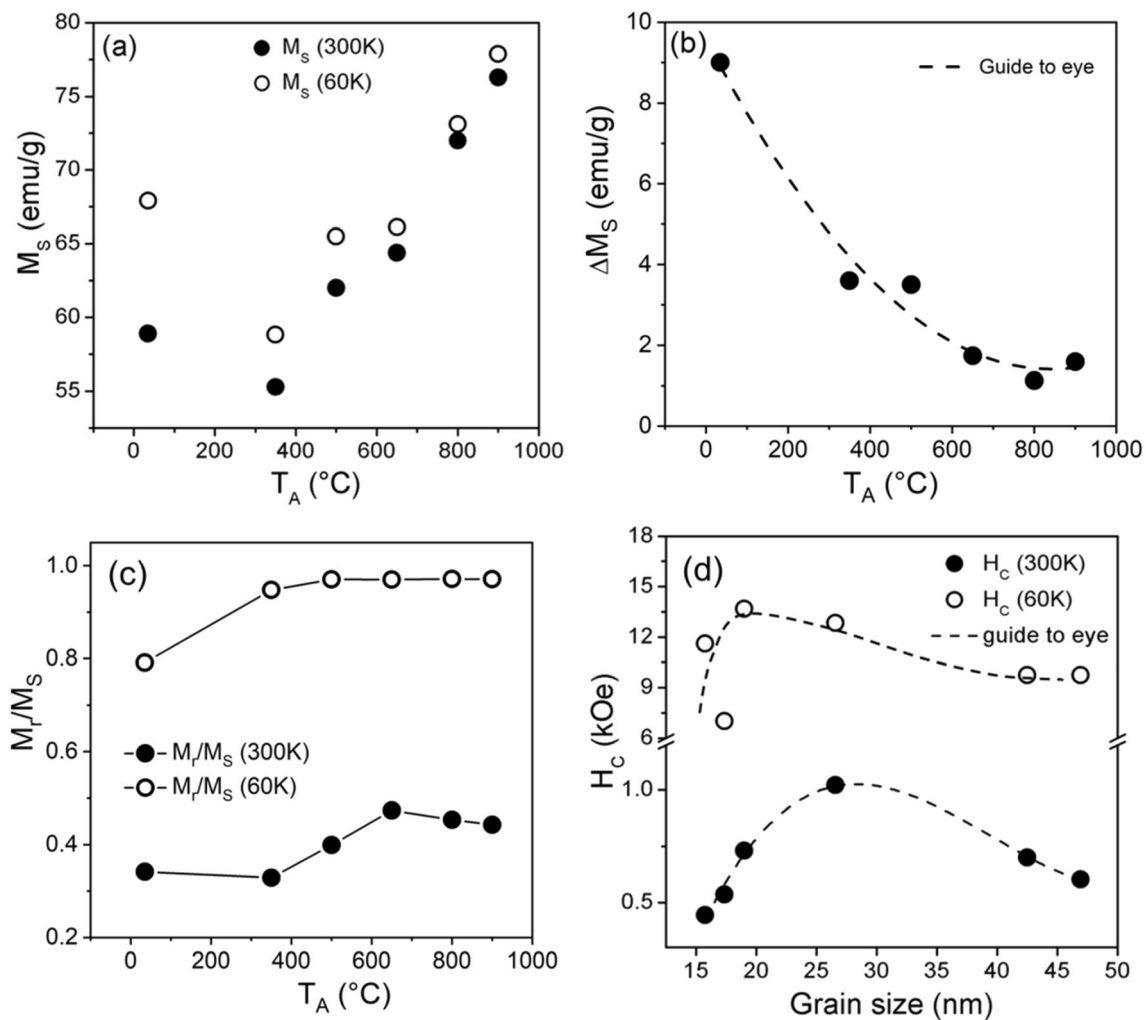 (a)
M_S (300K)
M_S (60K)
80
75
70
65
60
55
M_S (emu/g)
0 200 400 600 800 1000
T_A (°C)
(b)
Guide to eye
10
8
6
4
2
0
ΔM_S (emu/g)
0 200 400 600 800 1000
T_A (°C)
(c)
1.0
0.8
0.6
0.4
0.2
M_r/M_S
M_r/M_S (300K)
M_r/M_S (60K)
0 200 400 600 800 1000
T_A (°C)
(d)
H_C (300K)
H_C (60K)
guide to eye
18
15
12
9
6
1.0
0.5
H_C (kOe)
15 20 25 30 35 40 45 50
Grain size (nm)